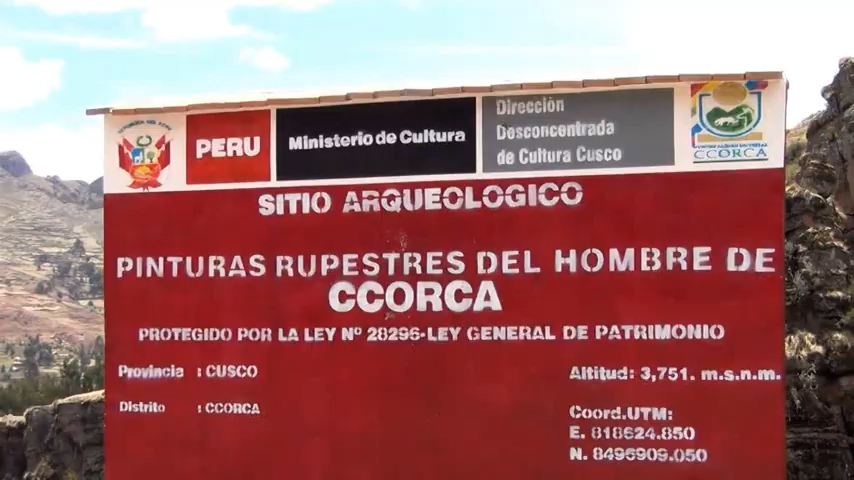 PERU
Ministerio de Cultura
Dirección
Desconcentrada
de Cultura Cusco
CCORCA
SITIO ARQUEOLOGICO
PINTURAS RUPESTRES DEL HOMBRE DE
CCORCA
PROTEGIDO POR LA LEY Nº 28296-LEY GENERAL DE PATRIMONIO
Provincia : CUSCO
Distrito : CCORCA
Altitud: 3,751. m.s.n.m.
Coord.UTM:
E. 818624.850
N. 8496909.050